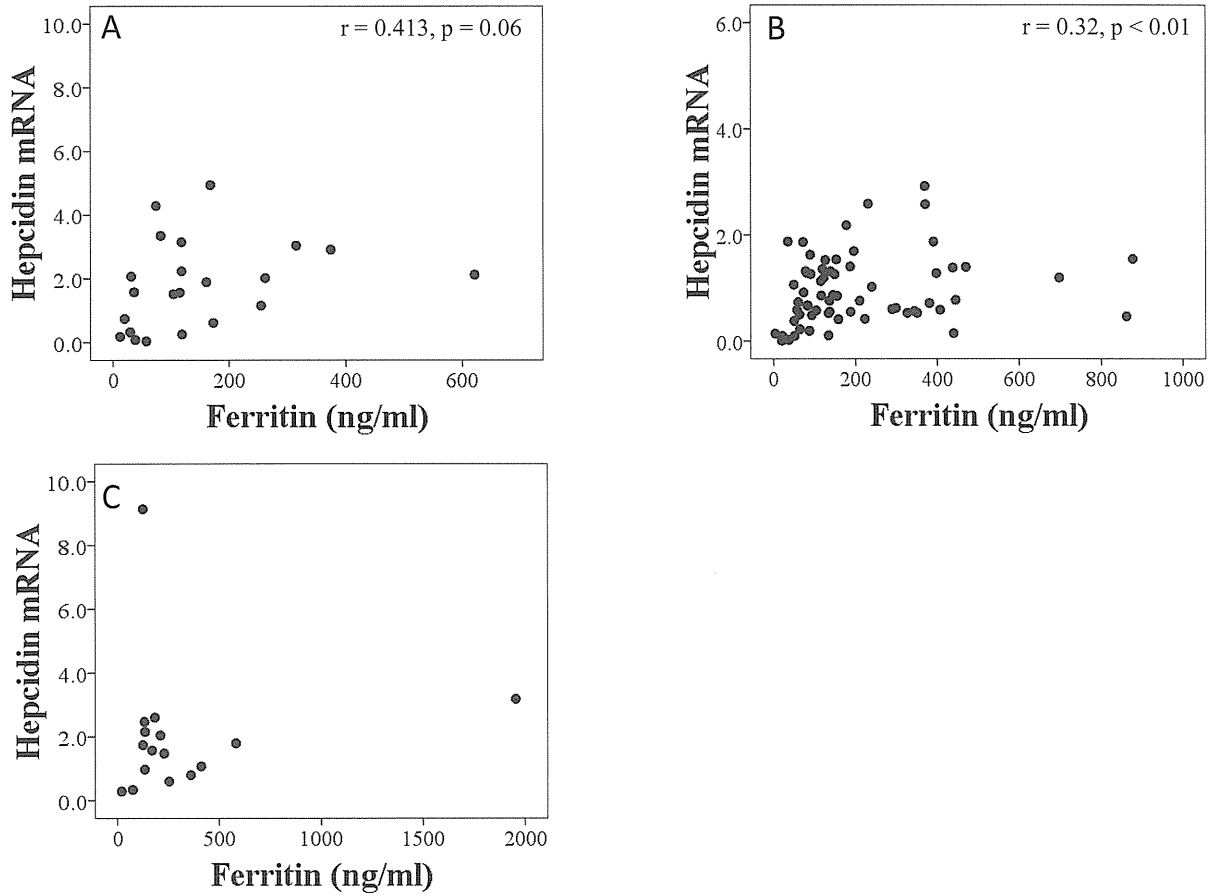 A
r = 0.413, p = 0.06
10.0
8.0
6.0
4.0
2.0
0.0
Hepcidin mRNA
0 200 400 600
Ferritin (ng/ml)
B
r = 0.32, p < 0.01
6.0
4.0
2.0
0.0
Hepcidin mRNA
0 200 400 600 800 1000
Ferritin (ng/ml)
C
10.0
8.0
6.0
4.0
2.0
0.0
Hepcidin mRNA
0 500 1000 1500 2000
Ferritin (ng/ml)